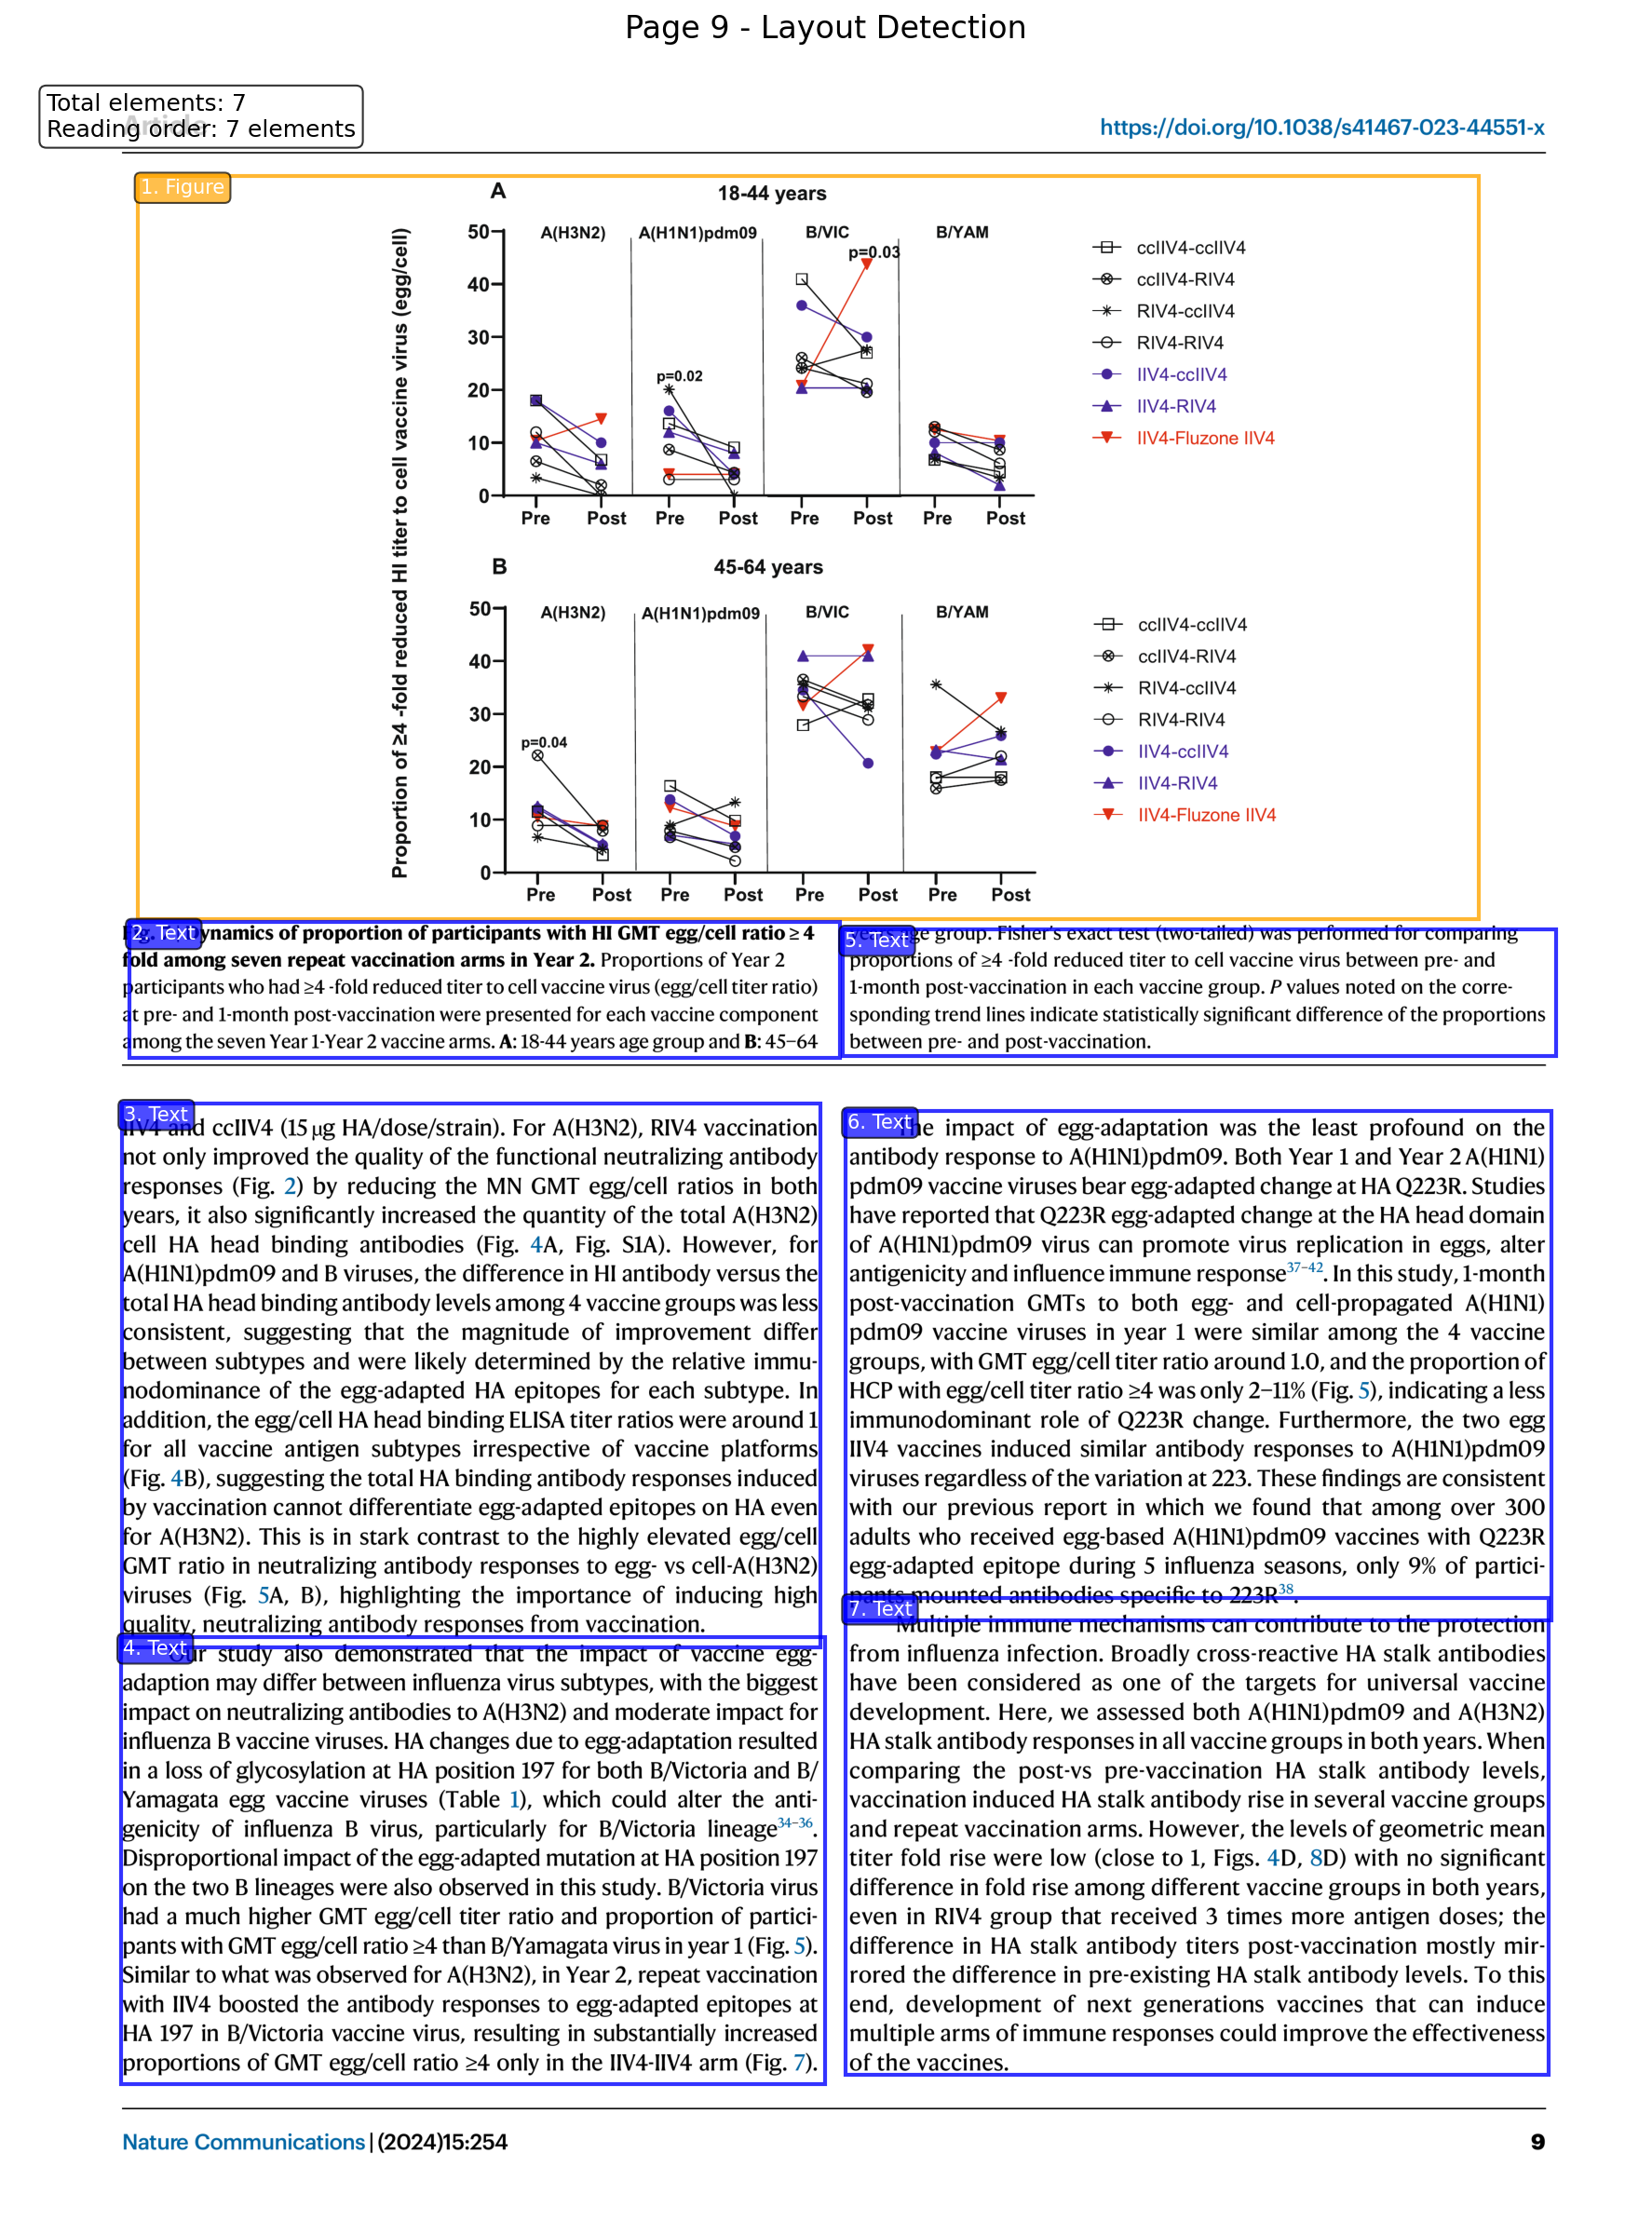 Page 9 - Layout Detection
Total elements: 7
Reading order: 7 elements
Article
https://doi.org/10.1038/s41467-023-44551-x
1. Figure
A
18-44 years
Proportion of ≥4 -fold reduced HI titer to cell vaccine virus (egg/cell)
A(H3N2) A(H1N1)pdm09 B/VIC B/YAM
p=0.03
p=0.02
50
40
30
20
10
0
Pre Post Pre Post Pre Post Pre Post
ccIIV4-ccIIV4
ccIIV4-RIV4
RIV4-ccIIV4
RIV4-RIV4
IIV4-ccIIV4
IIV4-RIV4
IIV4-Fluzone IIV4
B
45-64 years
A(H3N2) A(H1N1)pdm09 B/VIC B/YAM
p=0.04
50
40
30
20
10
0
Pre Post Pre Post Pre Post Pre Post
ccIIV4-ccIIV4
ccIIV4-RIV4
RIV4-ccIIV4
RIV4-RIV4
IIV4-ccIIV4
IIV4-RIV4
IIV4-Fluzone IIV4
2. Text
ynamics of proportion of participants with HI GMT egg/cell ratio ≥ 4
fold among seven repeat vaccination arms in Year 2. Proportions of Year 2
participants who had ≥4 -fold reduced titer to cell vaccine virus (egg/cell titer ratio)
at pre- and 1-month post-vaccination were presented for each vaccine component
among the seven Year 1-Year 2 vaccine arms. A: 18-44 years age group and B: 45–64
3. Text
IIV4 and ccIIV4 (15 µg HA/dose/strain). For A(H3N2), RIV4 vaccination
not only improved the quality of the functional neutralizing antibody
responses (Fig. 2) by reducing the MN GMT egg/cell ratios in both
years, it also significantly increased the quantity of the total A(H3N2)
cell HA head binding antibodies (Fig. 4A, Fig. S1A). However, for
A(H1N1)pdm09 and B viruses, the difference in HI antibody versus the
total HA head binding antibody levels among 4 vaccine groups was less
consistent, suggesting that the magnitude of improvement differ
between subtypes and were likely determined by the relative immu-
nodominance of the egg-adapted HA epitopes for each subtype. In
addition, the egg/cell HA head binding ELISA titer ratios were around 1
for all vaccine antigen subtypes irrespective of vaccine platforms
(Fig. 4B), suggesting the total HA binding antibody responses induced
by vaccination cannot differentiate egg-adapted epitopes on HA even
for A(H3N2). This is in stark contrast to the highly elevated egg/cell
GMT ratio in neutralizing antibody responses to egg- vs cell-A(H3N2)
viruses (Fig. 5A, B), highlighting the importance of inducing high
quality, neutralizing antibody responses from vaccination.
4. Text
Our study also demonstrated that the impact of vaccine egg-
adaption may differ between influenza virus subtypes, with the biggest
impact on neutralizing antibodies to A(H3N2) and moderate impact for
influenza B vaccine viruses. HA changes due to egg-adaptation resulted
in a loss of glycosylation at HA position 197 for both B/Victoria and B/
Yamagata egg vaccine viruses (Table 1), which could alter the anti-
genicity of influenza B virus, particularly for B/Victoria lineage34–36.
Disproportional impact of the egg-adapted mutation at HA position 197
on the two B lineages were also observed in this study. B/Victoria virus
had a much higher GMT egg/cell titer ratio and proportion of partici-
pants with GMT egg/cell ratio ≥4 than B/Yamagata virus in year 1 (Fig. 5).
Similar to what was observed for A(H3N2), in Year 2, repeat vaccination
with IIV4 boosted the antibody responses to egg-adapted epitopes at
HA 197 in B/Victoria vaccine virus, resulting in substantially increased
proportions of GMT egg/cell ratio ≥4 only in the IIV4-IIV4 arm (Fig. 7).
5. Text
age group. Fisher's exact test (two-tailed) was performed for comparing
proportions of ≥4 -fold reduced titer to cell vaccine virus between pre- and
1-month post-vaccination in each vaccine group. P values noted on the corre-
sponding trend lines indicate statistically significant difference of the proportions
between pre- and post-vaccination.
6. Text
The impact of egg-adaptation was the least profound on the
antibody response to A(H1N1)pdm09. Both Year 1 and Year 2 A(H1N1)
pdm09 vaccine viruses bear egg-adapted change at HA Q223R. Studies
have reported that Q223R egg-adapted change at the HA head domain
of A(H1N1)pdm09 virus can promote virus replication in eggs, alter
antigenicity and influence immune response37–42. In this study, 1-month
post-vaccination GMTs to both egg- and cell-propagated A(H1N1)
pdm09 vaccine viruses in year 1 were similar among the 4 vaccine
groups, with GMT egg/cell titer ratio around 1.0, and the proportion of
HCP with egg/cell titer ratio ≥4 was only 2–11% (Fig. 5), indicating a less
immunodominant role of Q223R change. Furthermore, the two egg
IIV4 vaccines induced similar antibody responses to A(H1N1)pdm09
viruses regardless of the variation at 223. These findings are consistent
with our previous report in which we found that among over 300
adults who received egg-based A(H1N1)pdm09 vaccines with Q223R
egg-adapted epitope during 5 influenza seasons, only 9% of partici-
pants mounted antibodies specific to 223R38.
7. Text
Multiple immune mechanisms can contribute to the protection
from influenza infection. Broadly cross-reactive HA stalk antibodies
have been considered as one of the targets for universal vaccine
development. Here, we assessed both A(H1N1)pdm09 and A(H3N2)
HA stalk antibody responses in all vaccine groups in both years. When
comparing the post-vs pre-vaccination HA stalk antibody levels,
vaccination induced HA stalk antibody rise in several vaccine groups
and repeat vaccination arms. However, the levels of geometric mean
titer fold rise were low (close to 1, Figs. 4D, 8D) with no significant
difference in fold rise among different vaccine groups in both years,
even in RIV4 group that received 3 times more antigen doses; the
difference in HA stalk antibody titers post-vaccination mostly mir-
rored the difference in pre-existing HA stalk antibody levels. To this
end, development of next generations vaccines that can induce
multiple arms of immune responses could improve the effectiveness
of the vaccines.
Nature Communications | (2024)15:254
9